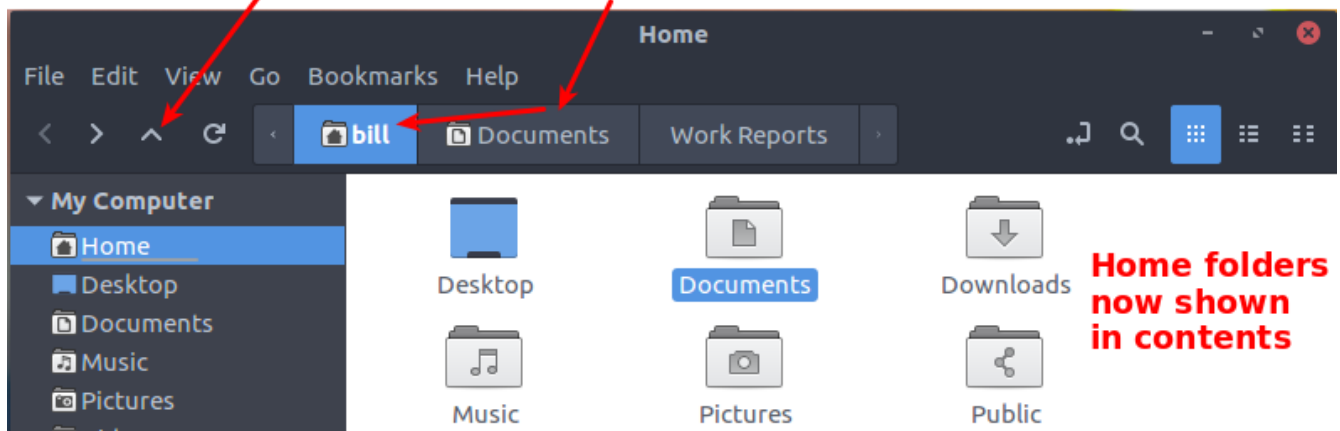 Home
File Edit View Go Bookmarks Help
bill Documents Work Reports
My Computer
Home
Desktop
Documents
Music
Pictures
Desktop Documents Downloads
Music Pictures Public
Home folders
now shown
in contents